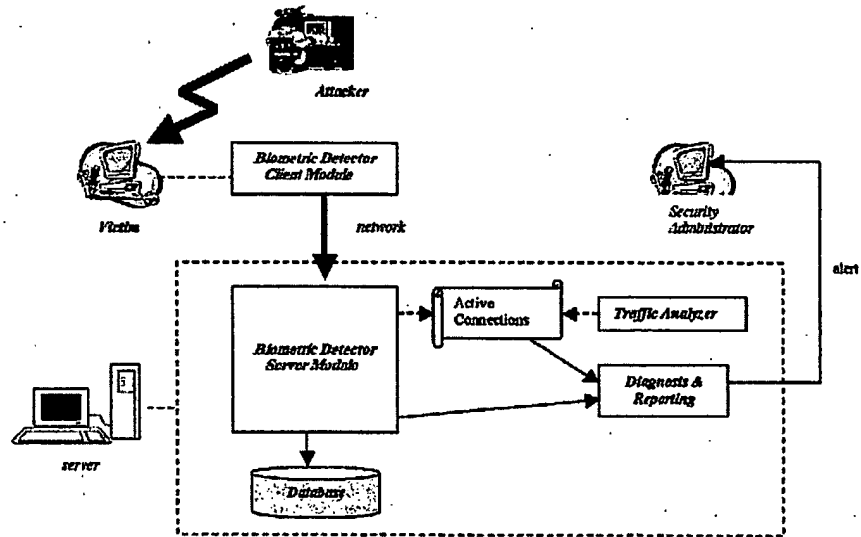 Attacker
Biometric Detector
Client Module
Victim
network
Security
Administrator
alert
Active
Connections
Traffic Analyzer
Biometric Detector
Server Module
Diagnosis &
Reporting
server
Database